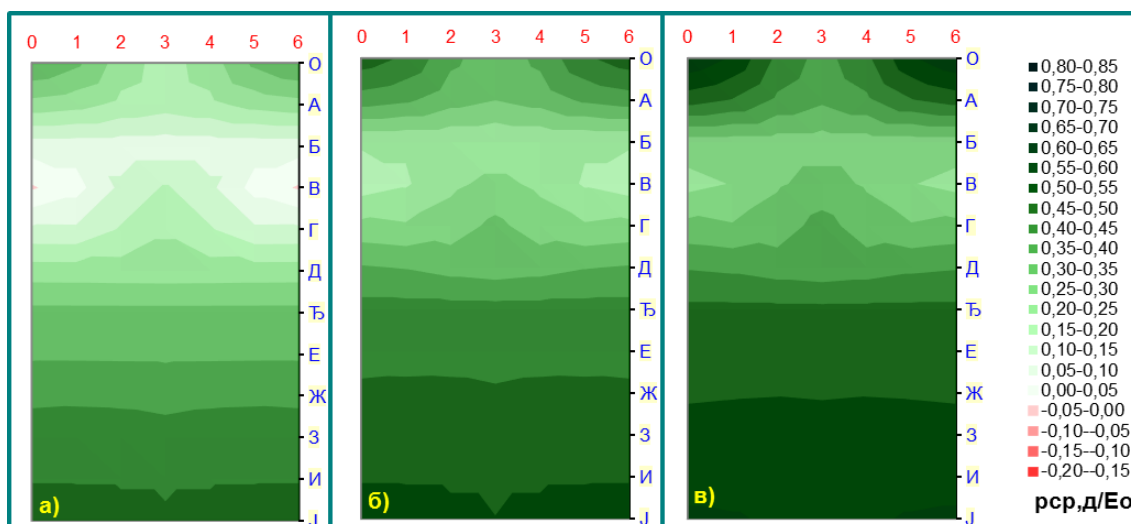 0 1 2 3 4 5 6
О
А
Б
В
Г
Д
Ђ
Е
Ж
З
И
Ј
а)
0 1 2 3 4 5 6
О
А
Б
В
Г
Д
Ђ
Е
Ж
З
И
Ј
б)
0 1 2 3 4 5 6
О
А
Б
В
Г
Д
Ђ
Е
Ж
З
И
Ј
в)
0,80-0,85
0,75-0,80
0,70-0,75
0,65-0,70
0,60-0,65
0,55-0,60
0,50-0,55
0,45-0,50
0,40-0,45
0,35-0,40
0,30-0,35
0,25-0,30
0,20-0,25
0,15-0,20
0,10-0,15
0,05-0,10
0,00-0,05
-0,05-0,00
-0,10--0,05
-0,15--0,10
-0,20--0,15
рср,д/Ео